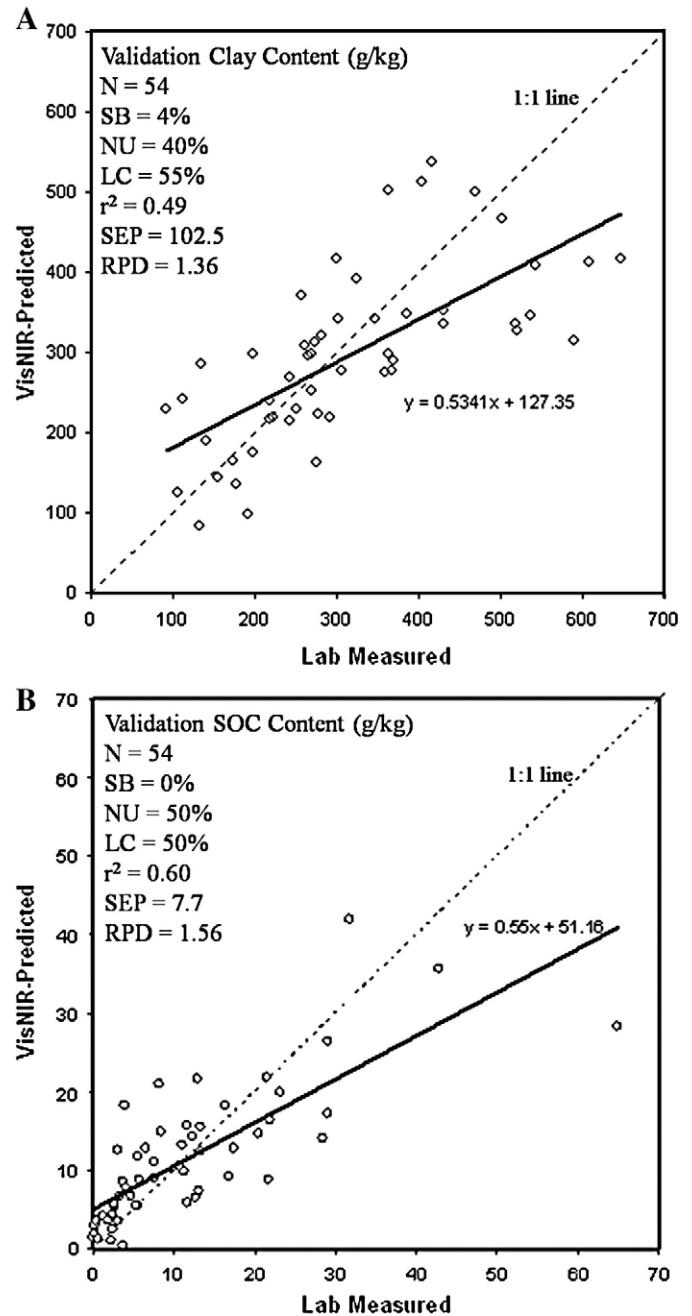 A
Validation Clay Content (g/kg)
N = 54
SB = 4%
NU = 40%
LC = 55%
r² = 0.49
SEP = 102.5
RPD = 1.36
1:1 line
y = 0.5341x + 127.35
700
600
500
400
300
200
100
0
VisNIR-Predicted
0 100 200 300 400 500 600 700
Lab Measured
B
Validation SOC Content (g/kg)
N = 54
SB = 0%
NU = 50%
LC = 50%
r² = 0.60
SEP = 7.7
RPD = 1.56
1:1 line
y = 0.55x + 51.16
70
60
50
40
30
20
10
0
VisNIR-Predicted
0 10 20 30 40 50 60 70
Lab Measured